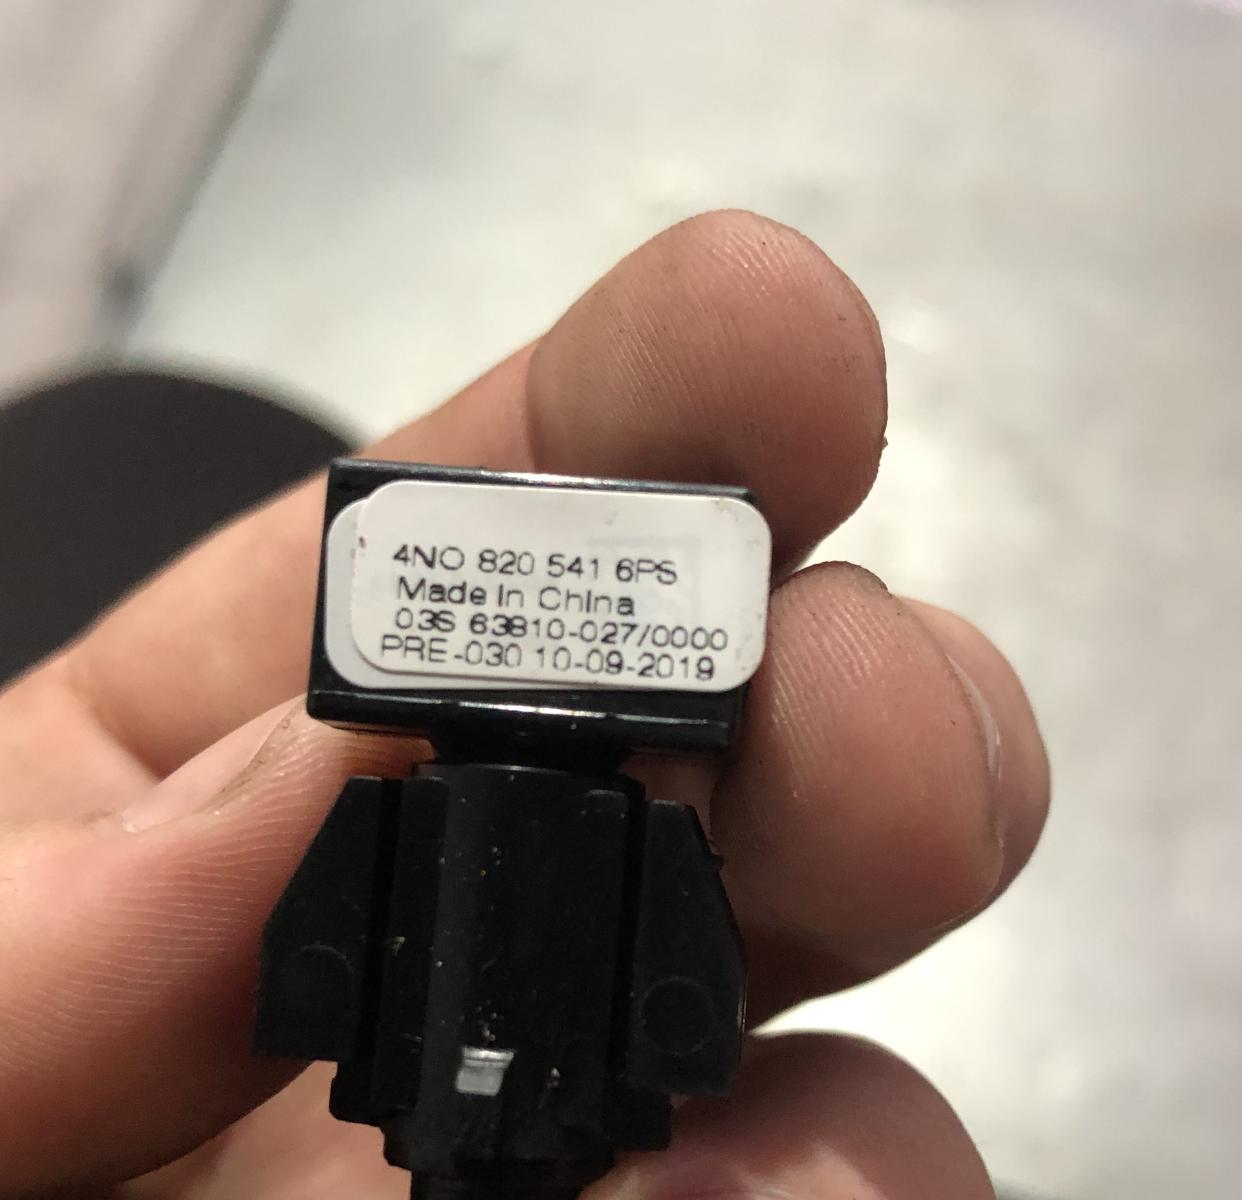 4NO 820 541 6PS
Made In China
03S 63810-027/0000
PRE-030 10-09-2019